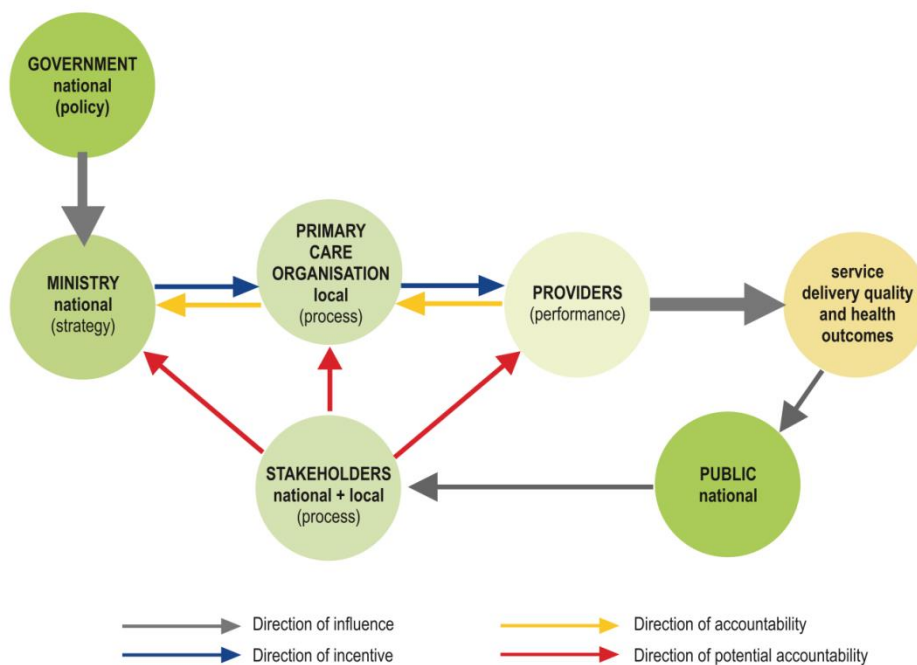 GOVERNMENT
national
(policy)
MINISTRY
national
(strategy)
PRIMARY
CARE
ORGANISATION
local
(process)
PROVIDERS
(performance)
service
delivery quality
and health
outcomes
STAKEHOLDERS
national + local
(process)
PUBLIC
national
Direction of influence
Direction of accountability
Direction of incentive
Direction of potential accountability